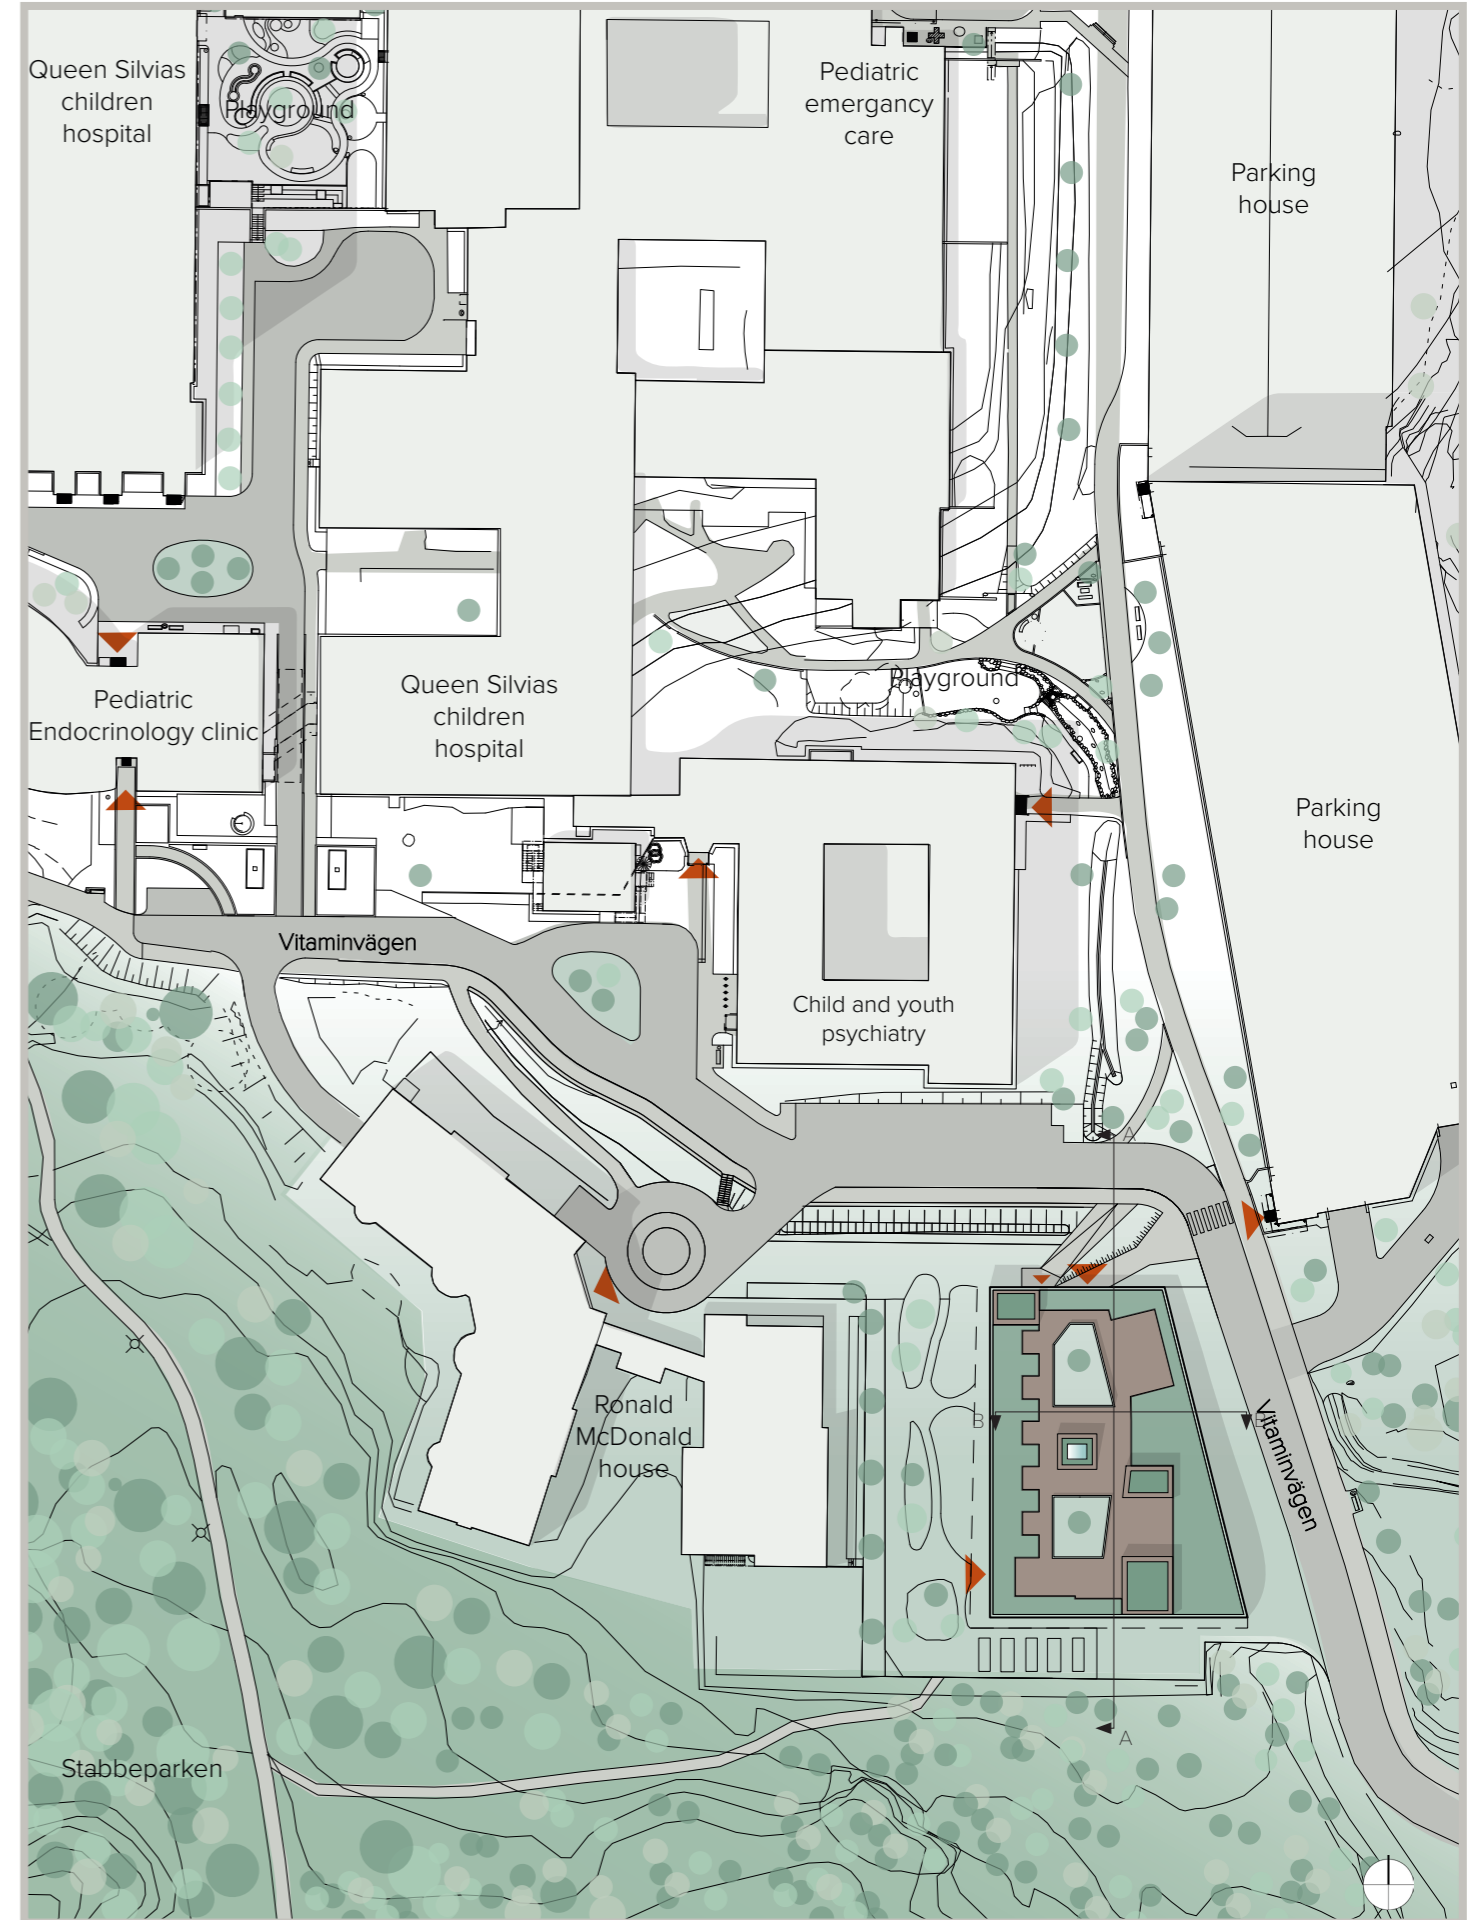 Queen Silvias
children
hospital
Playground
Pediatric
emergancy
care
Parking
house
Pediatric
Endocrinology clinic
Queen Silvias
children
hospital
Playground
Parking
house
Vitaminvägen
Child and youth
psychiatry
A
Ronald
McDonald
house
B
B
Vitaminvägen
A
Stabbeparken